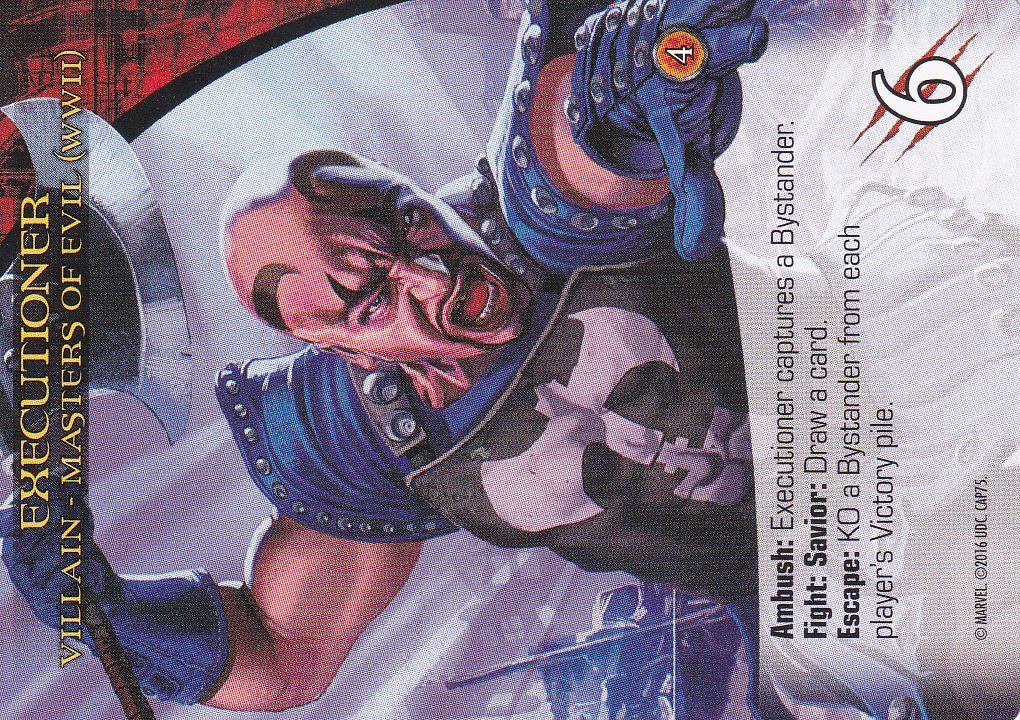 EXECUTIONER
VILLAIN - MASTERS OF EVIL (WWII)
4
Ambush: Executioner captures a Bystander.
Fight: Savior: Draw a card.
Escape: KO a Bystander from each
player's Victory pile.
6
© MARVEL. ©2016 UDC. CAP75.